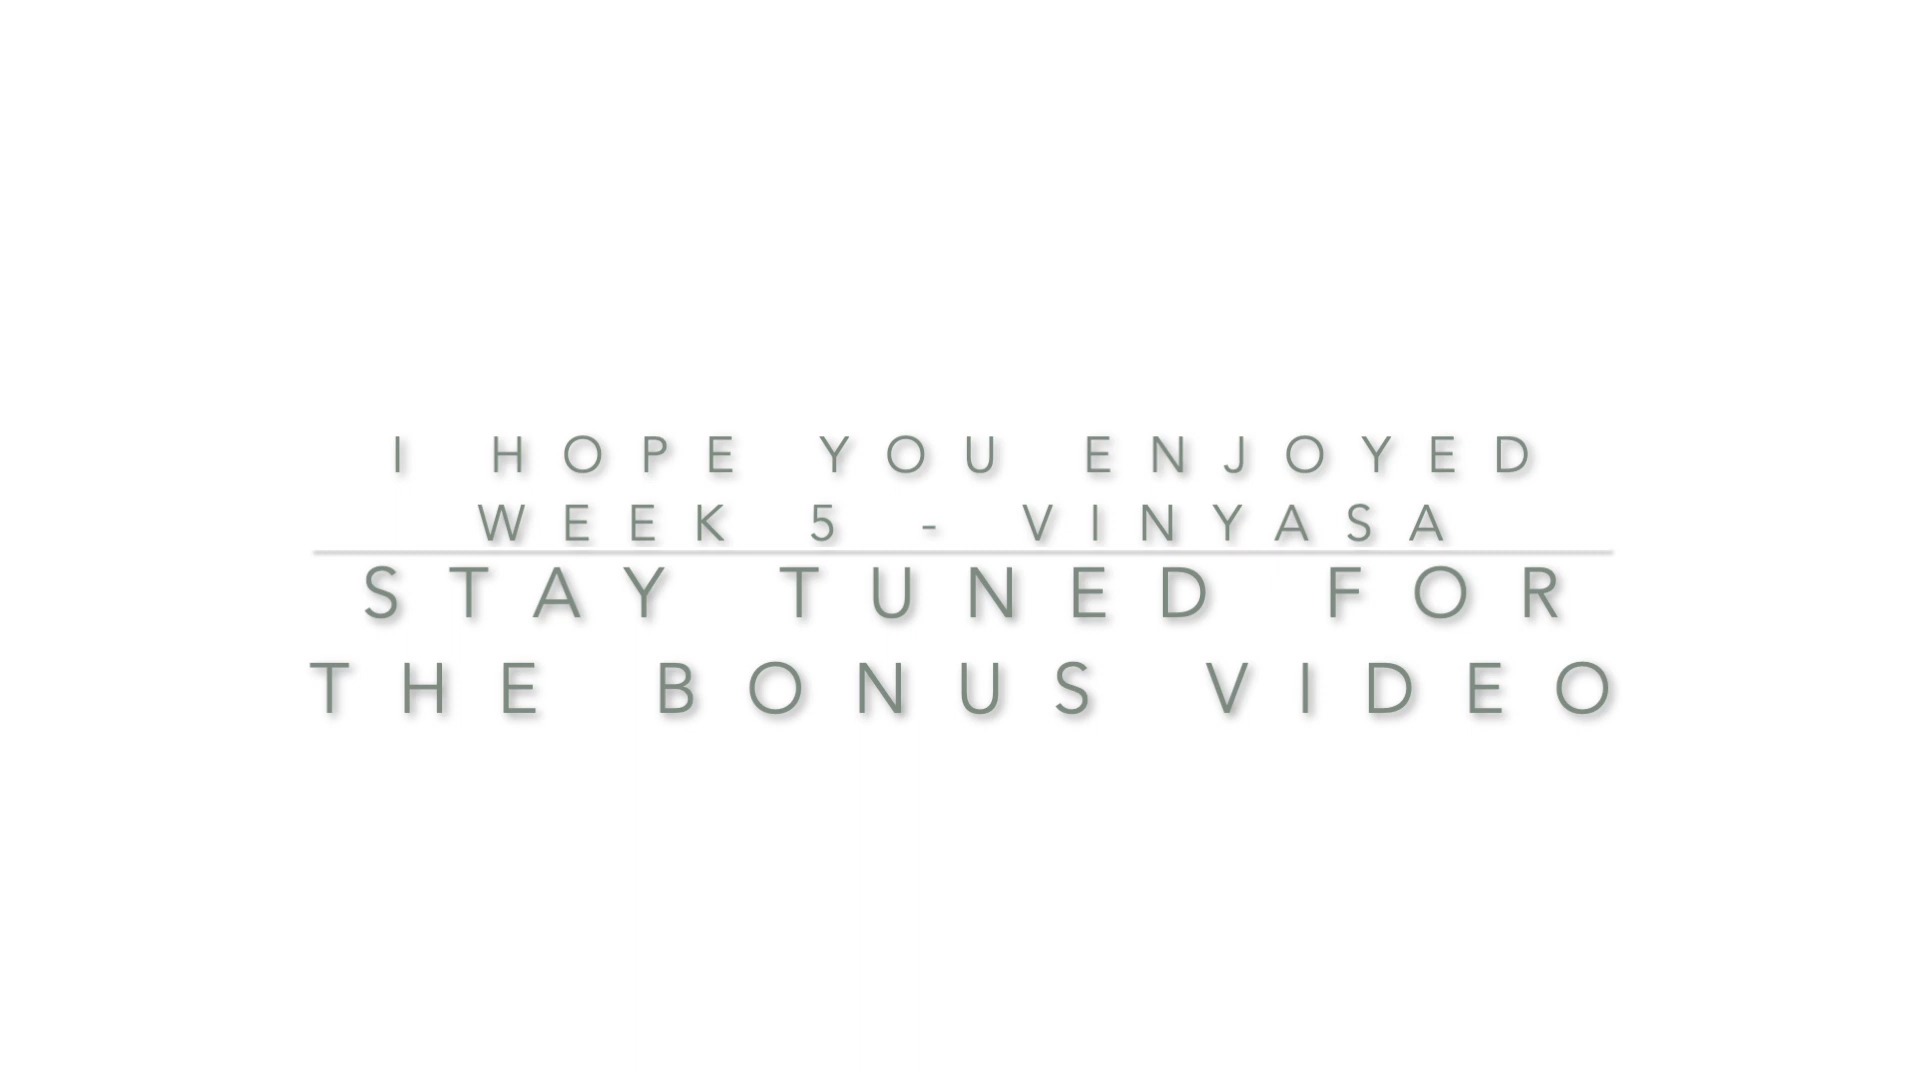 I HOPE YOU ENJOYED
WEEK 5 - VINYASA
STAY TUNED FOR
THE BONUS VIDEO